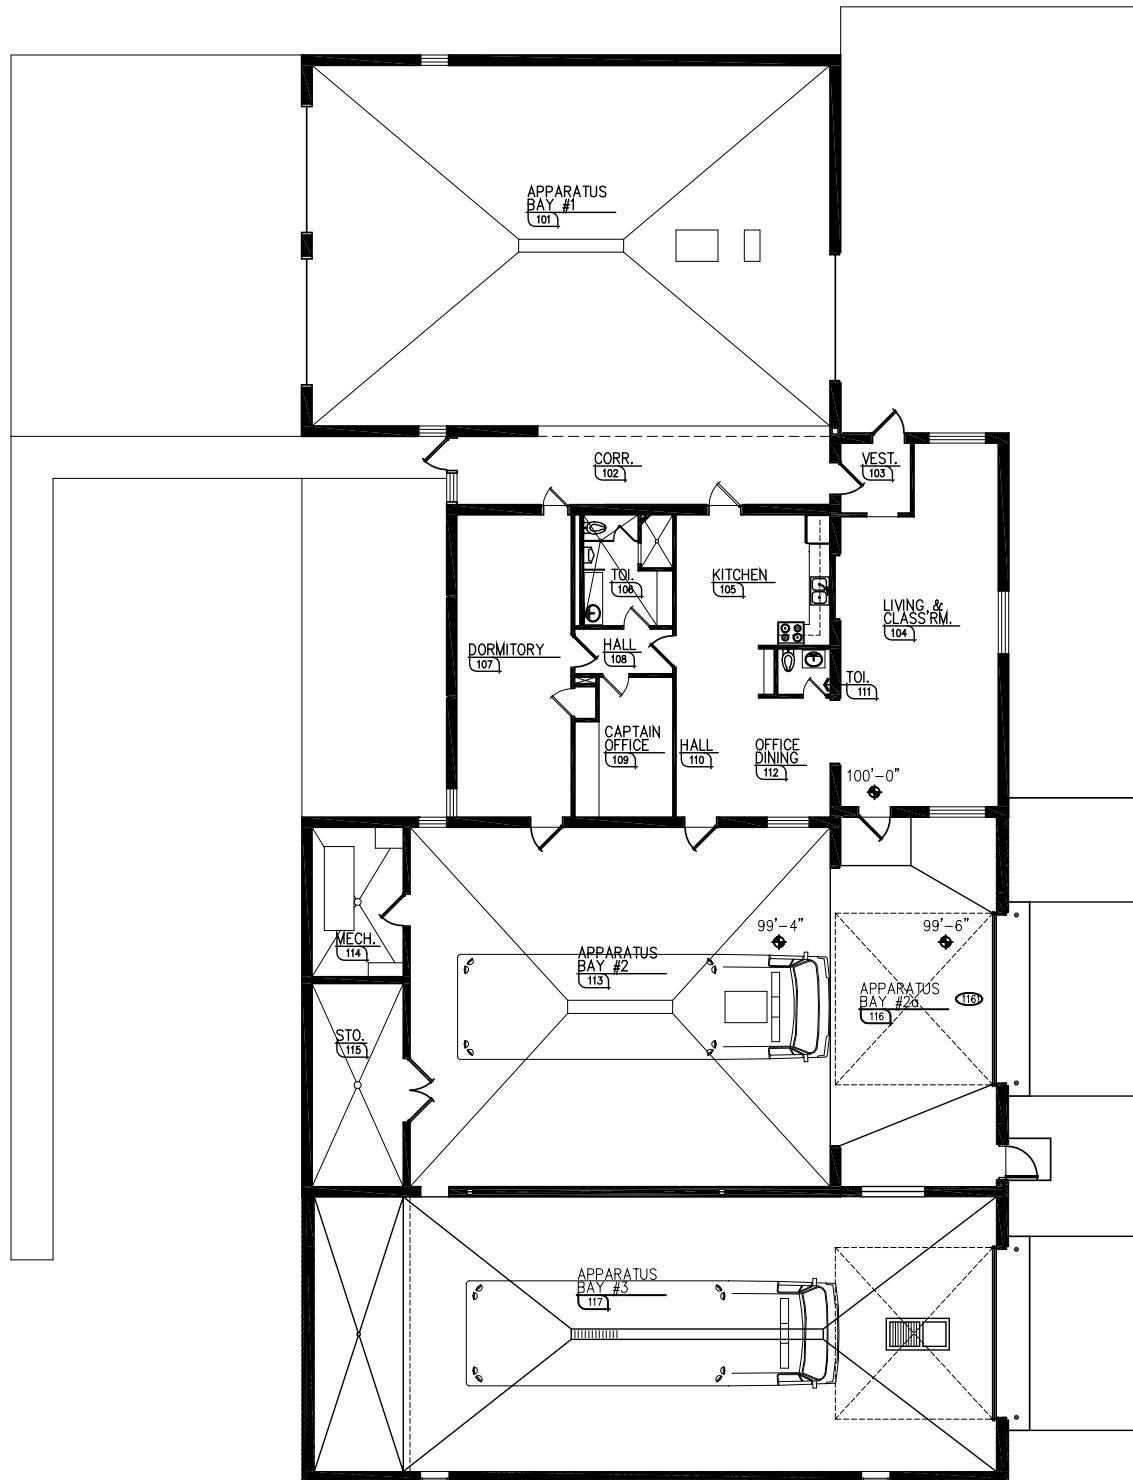 APPARATUS
BAY #1
101
CORR.
102
VEST.
103
TOI.
106
KITCHEN
105
LIVING &
CLASS RM.
104
DORMITORY
107
HALL
108
TOI.
111
CAPTAIN
OFFICE
109
HALL
110
OFFICE
DINING
112
100'-0"
MECH.
114
99'-4"
99'-6"
APPARATUS
BAY #2
113
APPARATUS
BAY #2a
116
116
STO.
115
APPARATUS
BAY #3
117